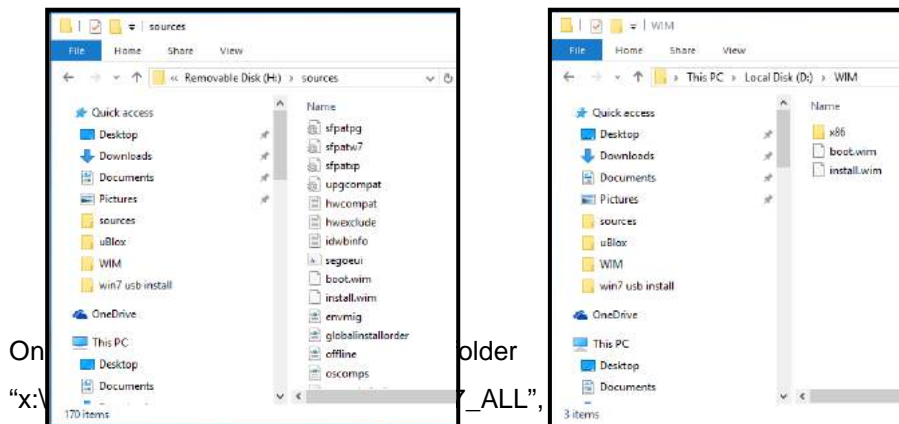 sources
File Home Share View
« Removable Disk (H:) > sources
Quick access
Desktop
Downloads
Documents
Pictures
sources
uBlox
WIM
win7 usb install
OneDrive
This PC
Desktop
Documents
170 items
Name
sfpatpg
sfpatw7
sfpatxp
upgcompat
hwcompat
hwexclude
idwbinfo
segoeui
boot.wim
install.wim
envmig
globalinstallorder
offline
oscomps
WIM
File Home Share View
> This PC > Local Disk (D:) > WIM
Quick access
Desktop
Downloads
Documents
Pictures
sources
uBlox
WIM
win7 usb install
OneDrive
This PC
Desktop
Documents
3 items
Name
x86
boot.wim
install.wim
On older
“x:\ 7_ALL”,